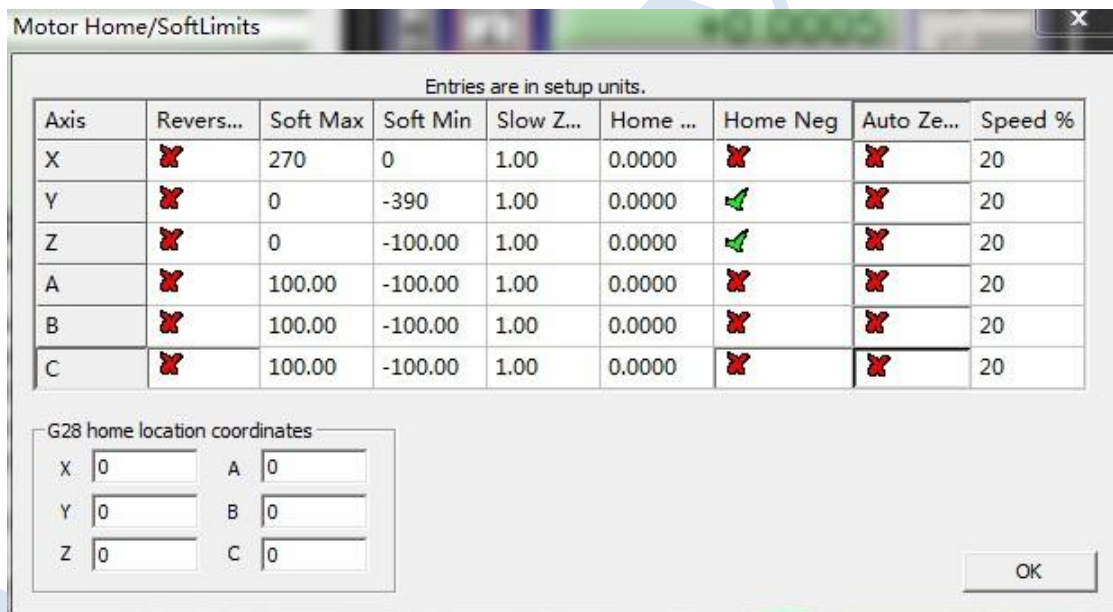 Motor Home/SoftLimits
+0.0005
X
Entries are in setup units.
Axis Revers... Soft Max Soft Min Slow Z... Home ... Home Neg Auto Ze... Speed %
X 270 0 1.00 0.0000 20
Y 0 -390 1.00 0.0000 20
Z 0 -100.00 1.00 0.0000 20
A 100.00 -100.00 1.00 0.0000 20
B 100.00 -100.00 1.00 0.0000 20
C 100.00 -100.00 1.00 0.0000 20
G28 home location coordinates
X 0 A 0
Y 0 B 0
Z 0 C 0
OK